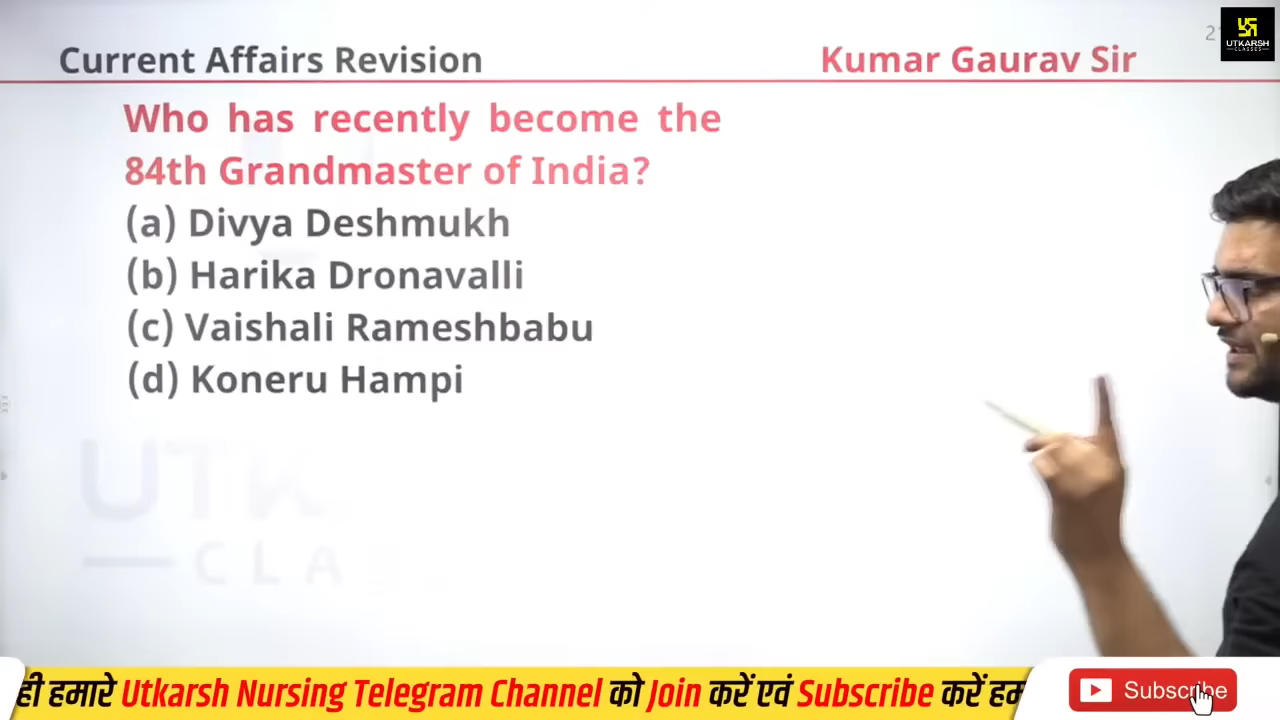 Current Affairs Revision
Kumar Gaurav Sir
UTKARSH
CLASSES
Who has recently become the
84th Grandmaster of India?
(a) Divya Deshmukh
(b) Harika Dronavalli
(c) Vaishali Rameshbabu
(d) Koneru Hampi
ही हमारे Utkarsh Nursing Telegram Channel को Join करें एवं Subscribe करें हम
Subscribe